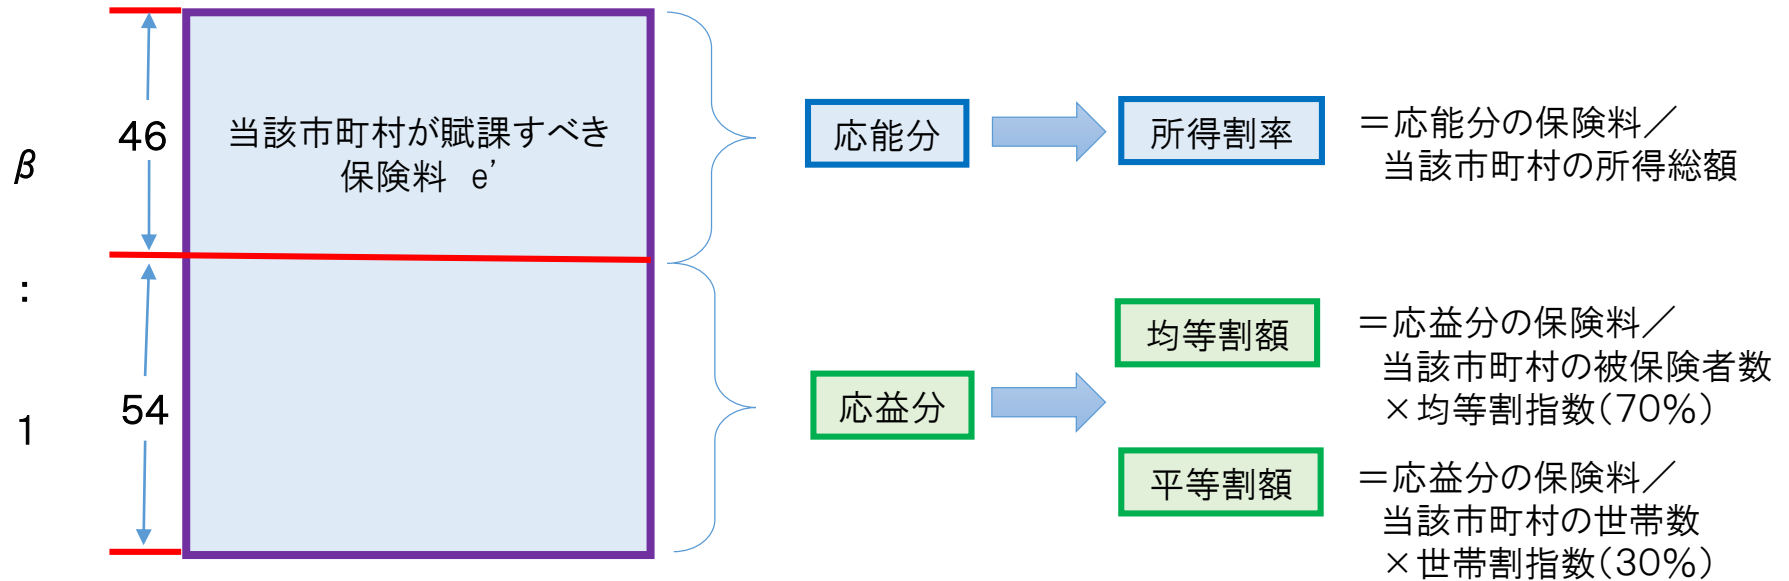 β
:
1
46
54
当該市町村が賦課すべき
保険料 e’
応能分
所得割率
＝応能分の保険料／
当該市町村の所得総額
応益分
均等割額
＝応益分の保険料／
当該市町村の被保険者数
×均等割指数(70%)
平等割額
＝応益分の保険料／
当該市町村の世帯数
×世帯割指数(30%)